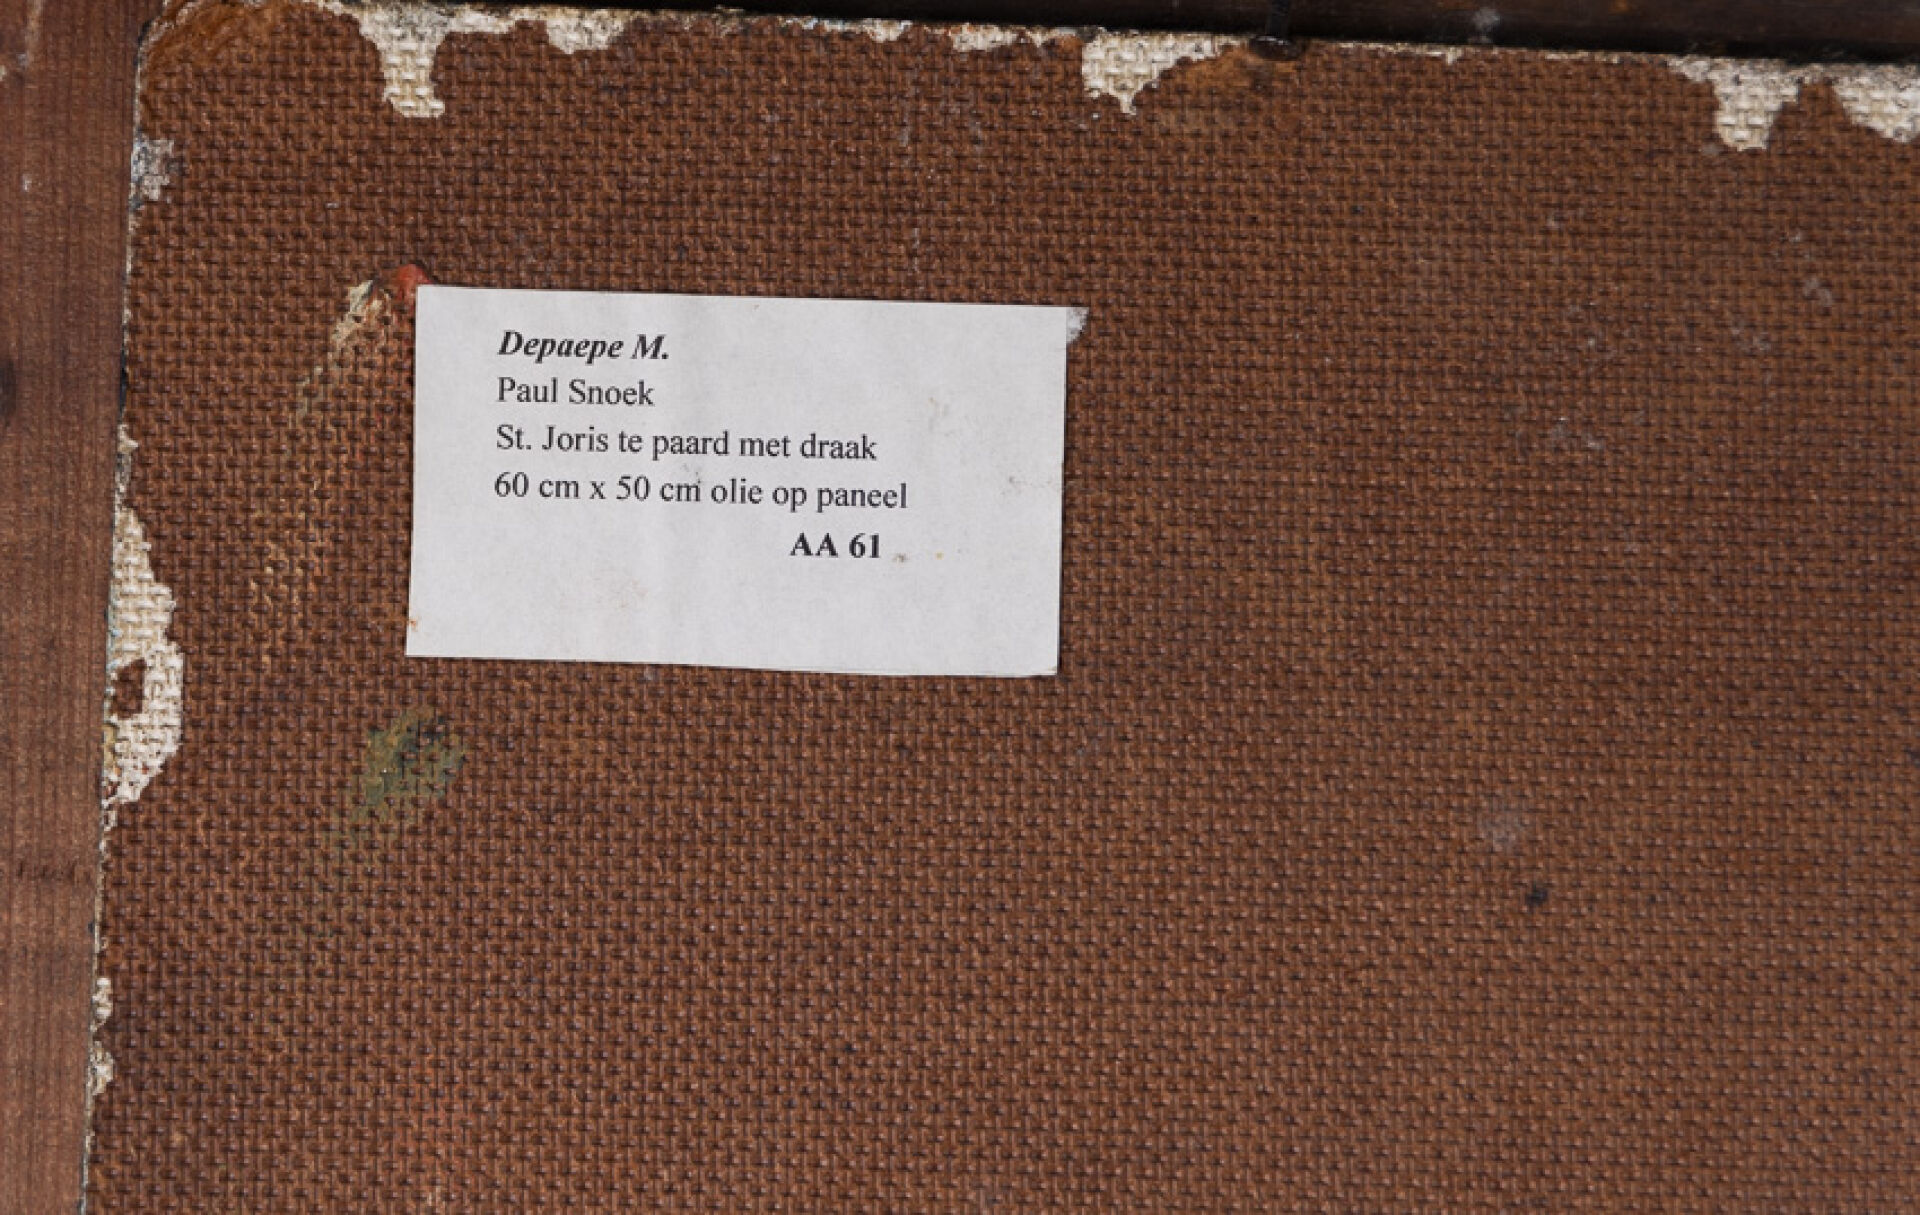 Depaepe M.
Paul Snoek
St. Joris te paard met draak
60 cm x 50 cm olie op paneel
AA 61